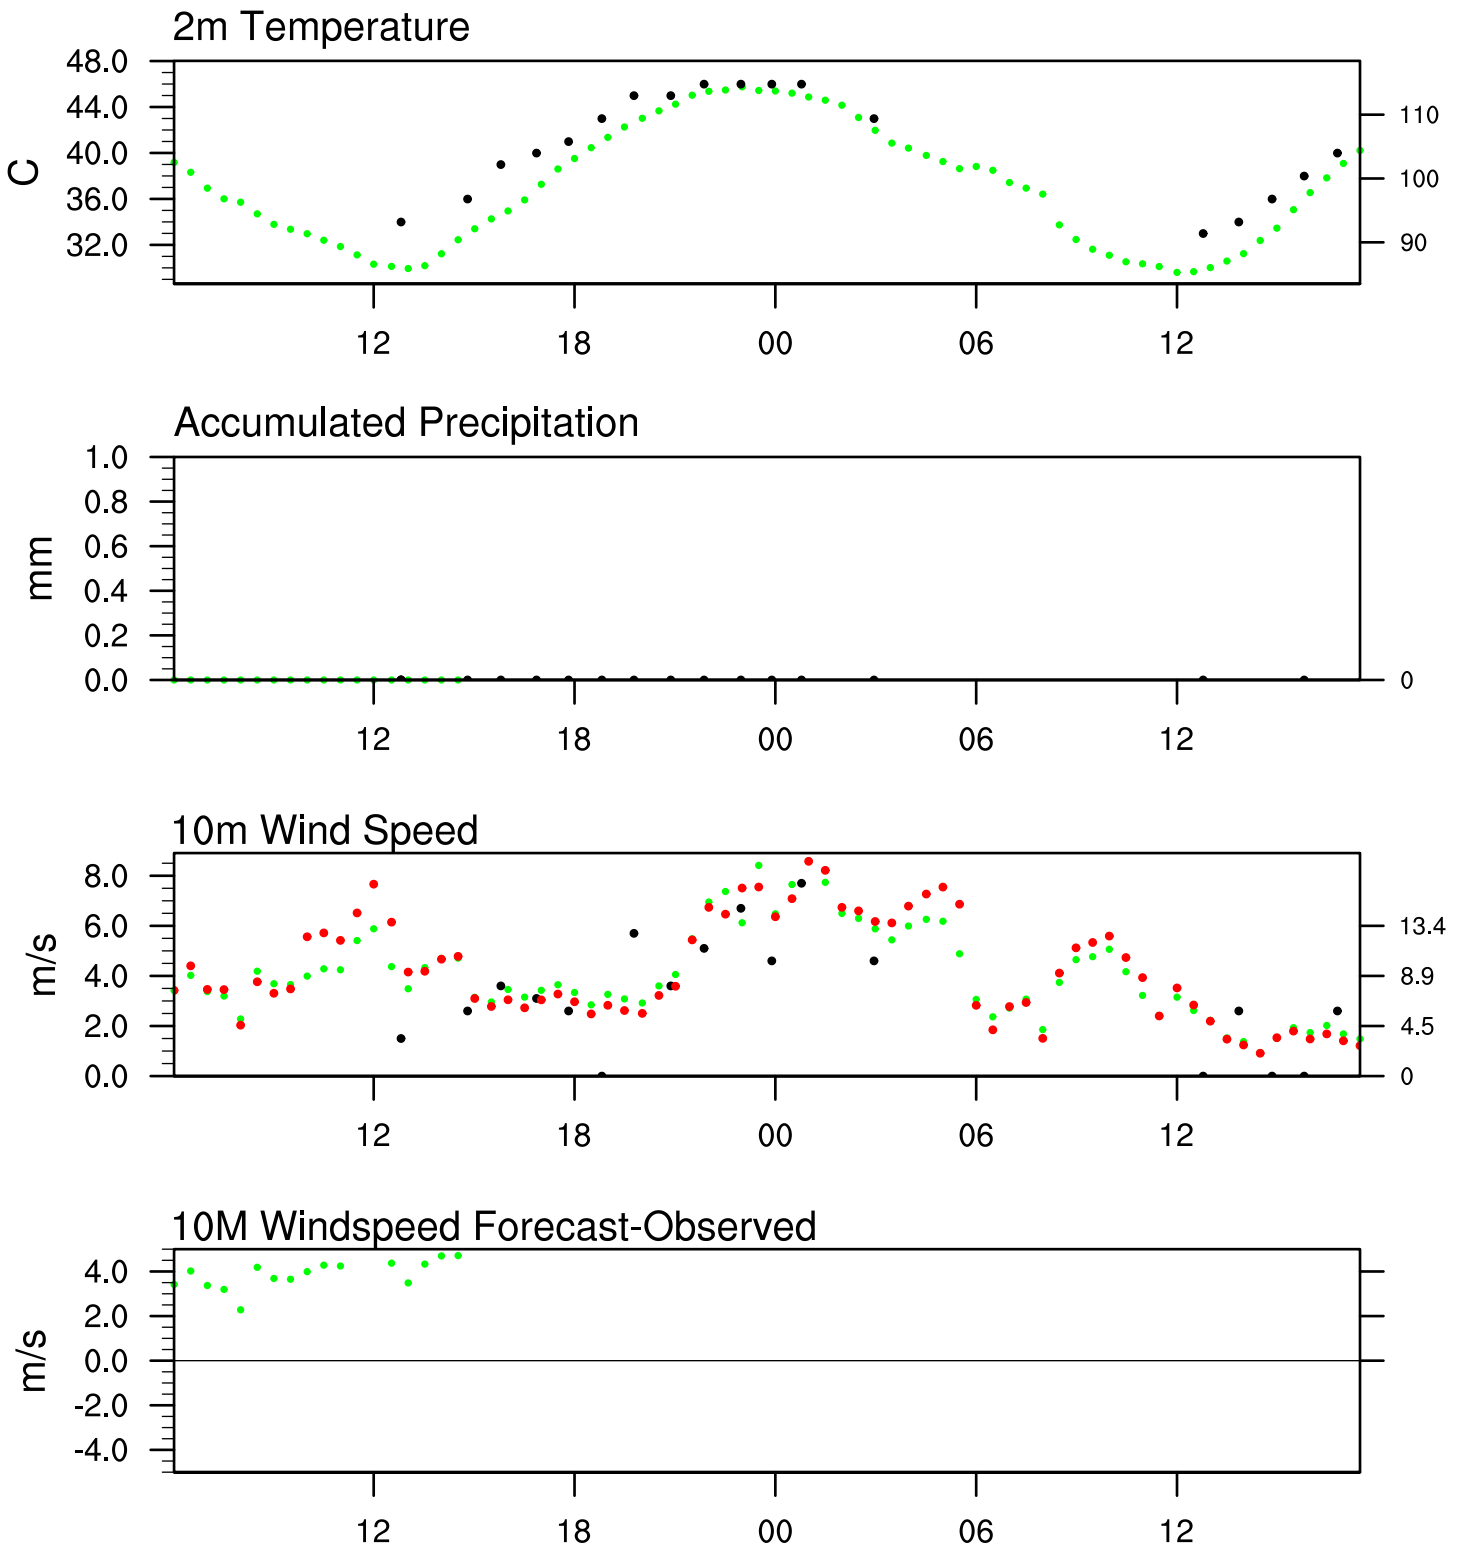 2m Temperature
48.0
44.0
110
40.0
C
100
36.0
32.0
90
12 18 00 06 12
Accumulated Precipitation
1.0
0.8
0.6
mm
0.4
0.2
0.0
0
12 18 00 06 12
10m Wind Speed
8.0
6.0
13.4
m/s
4.0
8.9
2.0
4.5
0.0
0
12 18 00 06 12
10M Windspeed Forecast-Observed
4.0
2.0
m/s
0.0
-2.0
-4.0
12 18 00 06 12